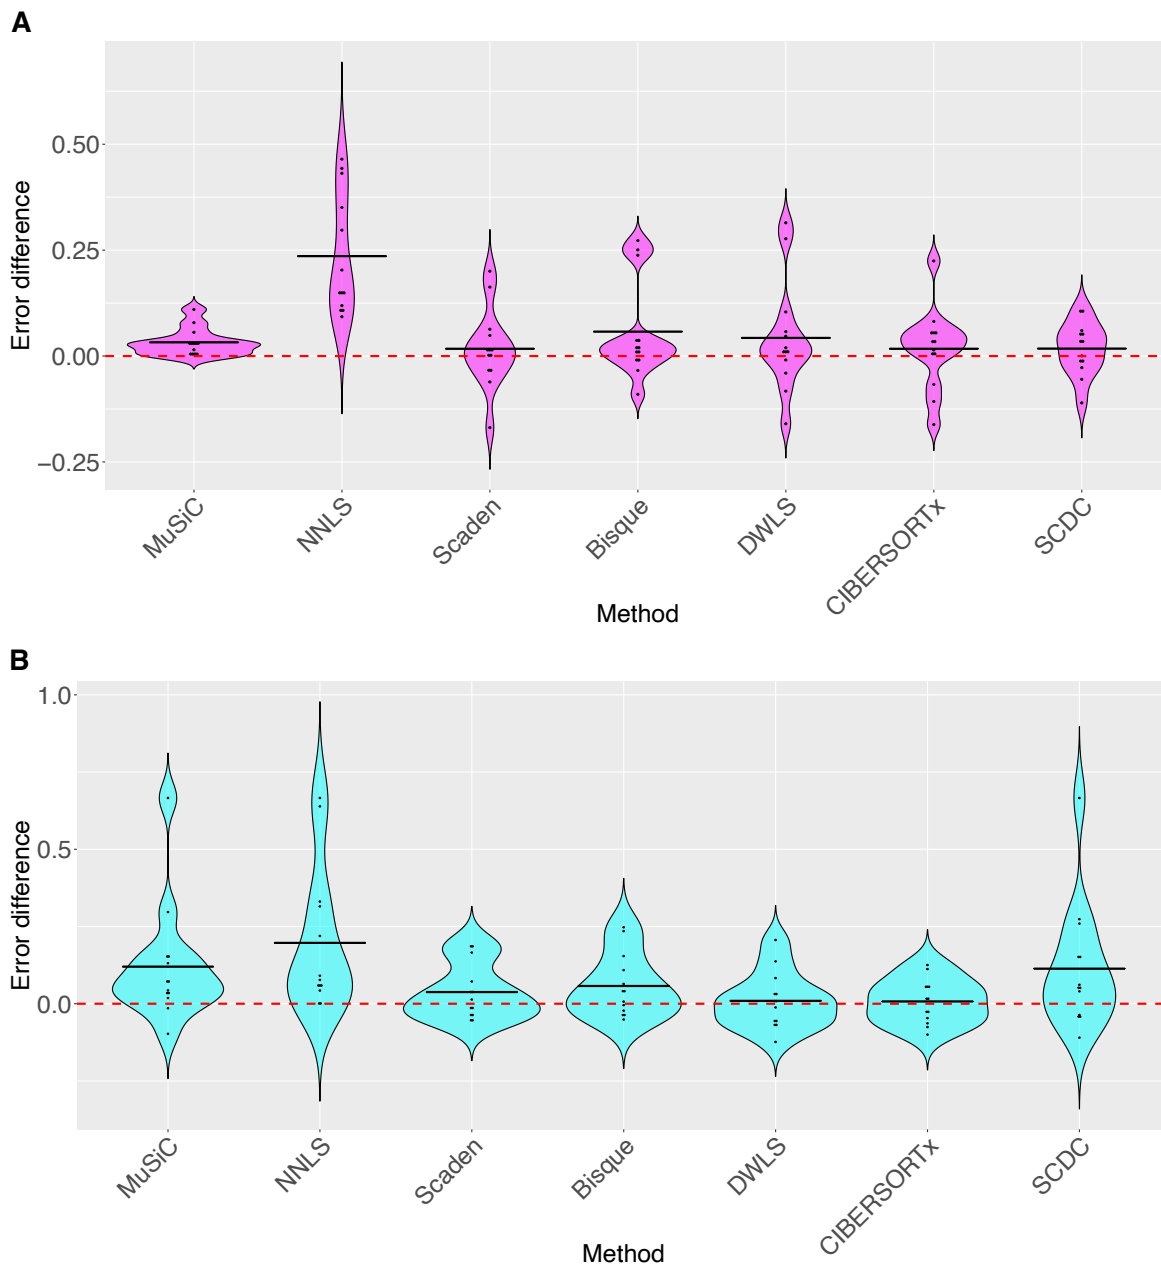 A
Error difference
0.50
0.25
0.00
−0.25
MuSiC
NNLS
Scaden
Bisque
DWLS
CIBERSORTx
SCDC
Method
B
Error difference
1.0
0.5
0.0
MuSiC
NNLS
Scaden
Bisque
DWLS
CIBERSORTx
SCDC
Method